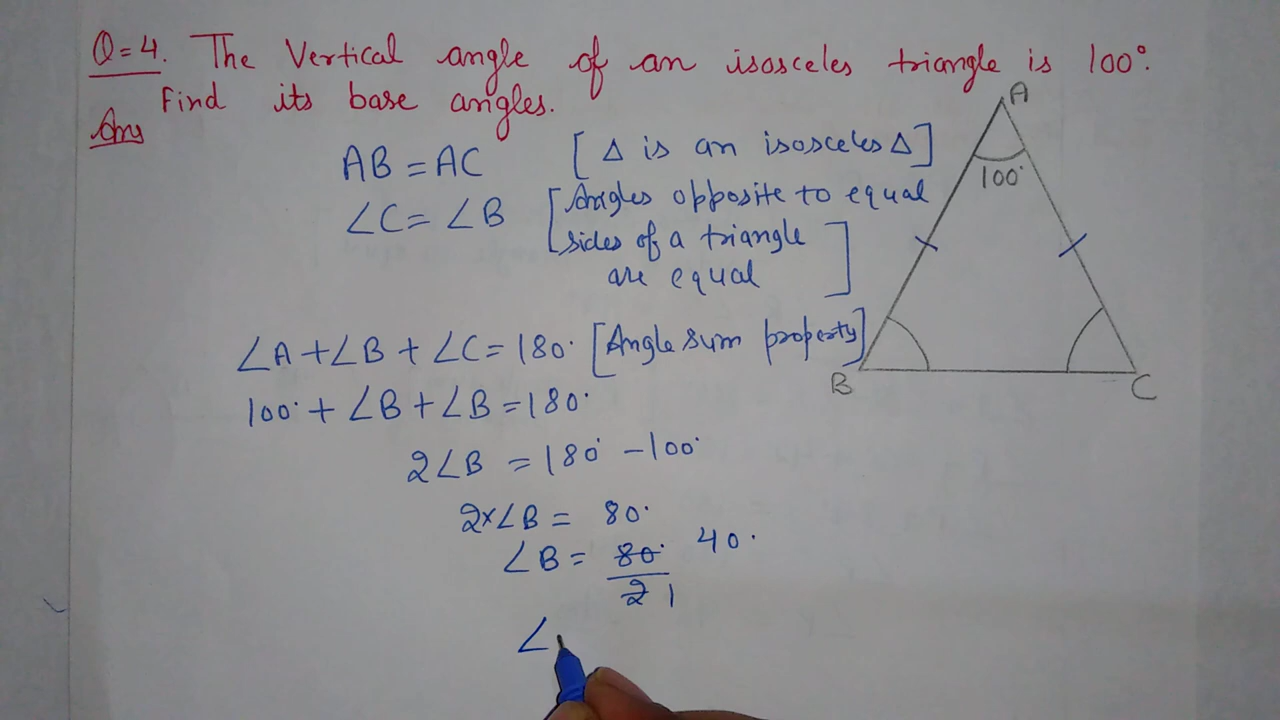 Q=4. The Vertical angle of an isosceles triangle is 100°.
Find its base angles.
Ans
AB = AC [ Δ is an isosceles Δ ]
∠C = ∠B [ Angles opposite to equal
sides of a triangle
are equal ]
∠A + ∠B + ∠C = 180° [ Angle sum property ]
100° + ∠B + ∠B = 180°
2∠B = 180° - 100°
2×∠B = 80°
∠B = 80° 40°
2 1
∠
A
100°
B
C